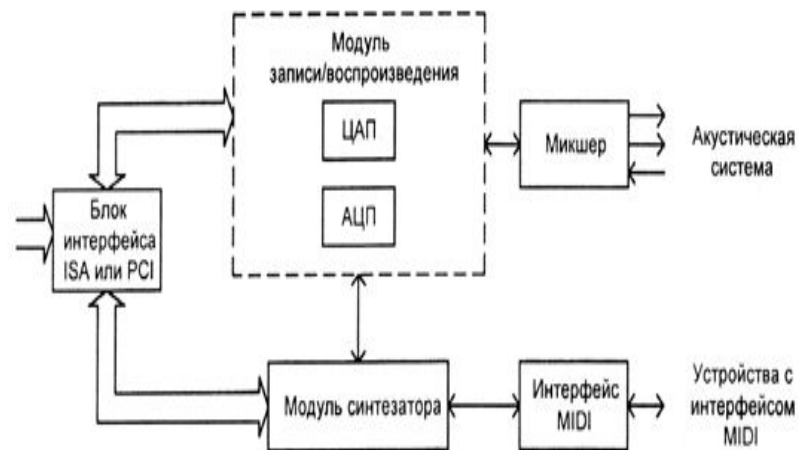 Модуль
записи/воспроизведения
ЦАП
АЦП
Микшер
Акустическая
система
Блок
интерфейса
ISA или PCI
Модуль синтезатора
Интерфейс
MIDI
Устройства с
интерфейсом
MIDI